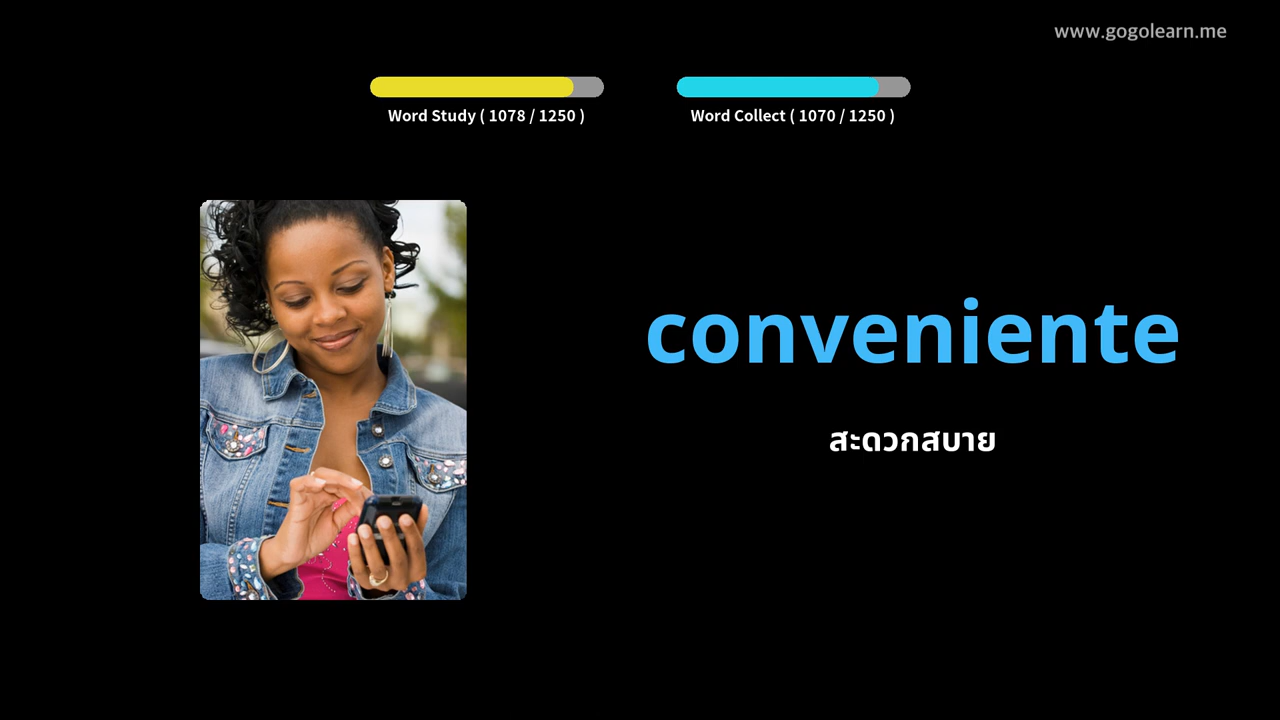 www.gogolearn.me
Word Study ( 1078 / 1250 )
Word Collect ( 1070 / 1250 )
conveniente
สะดวกสบาย